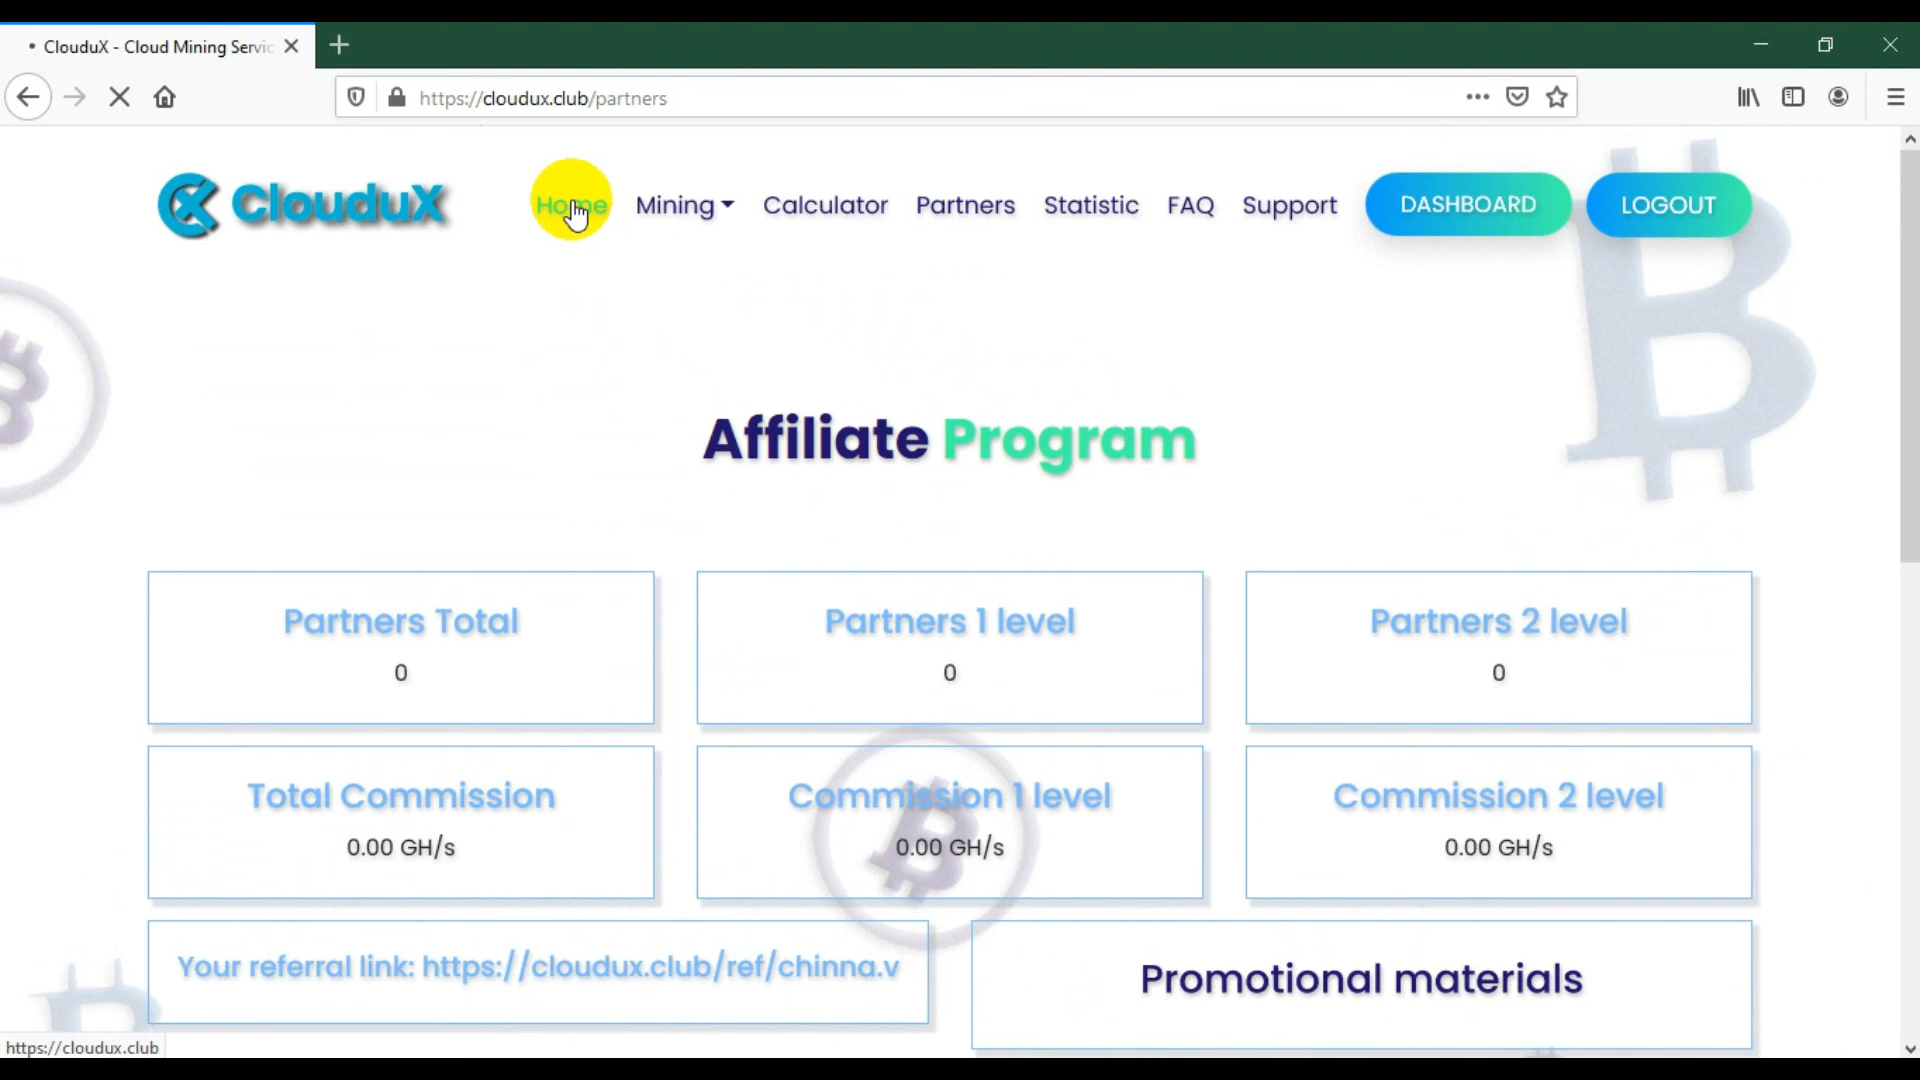 ClouduX - Cloud Mining Servic
https://cloudux.club/partners
ClouduX
Home Mining Calculator Partners Statistic FAQ Support DASHBOARD LOGOUT
Affiliate Program
Partners Total
0
Partners 1 level
0
Partners 2 level
0
Total Commission
0.00 GH/s
Commission 1 level
0.00 GH/s
Commission 2 level
0.00 GH/s
Your referral link: https://cloudux.club/ref/chinna.v
Promotional materials
https://cloudux.club